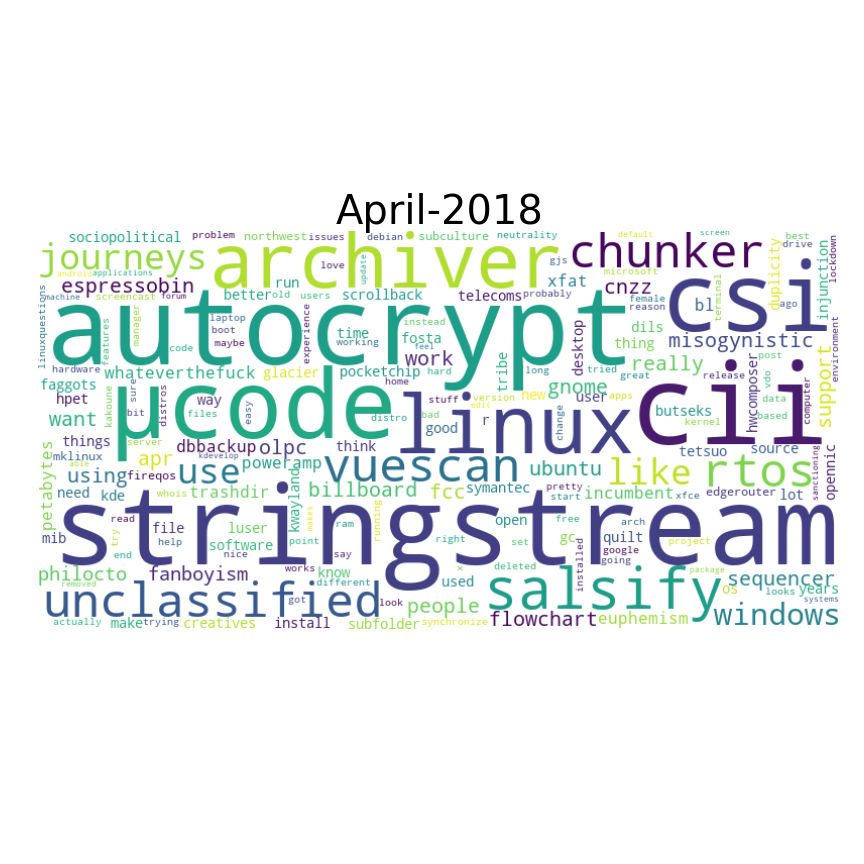 April-2018
sociopolitical problem northwest issues debian subculture neutrality default screen best
journeys archiver chunker drive lockdown
love update gjs microsoft
android applications espressobin run xfat cnzz female bl csi duplicity injunction
machine screencast forum better old users scrollback telecoms probably reason terminal ago
linuxquestions features manager laptop boot maybe experience time working instead fosta desktop dils thing misogynistic environment
autocrypt
code feel work tribe really post
hardware whateverthefuck glacier pocketchip hard long tried great release vdo
faggots kakoune distros sure home gnome hwcomposer data computer support
hpet way stuff version new user apps based
want bit files easy μcode distro bad edit linux change butseks cii
good r kernel
things server dbbackup olpc think tetsuo source
mklinux able apr poweramp vuescan ubuntu like rtos sanctioning opennic
using fireqos use pretty
petabytes need kde whois trashdir kwayland billboard fcc symantec start incumbent xfce edgerouter lot
mib read file luser makes ram running open free arch quilt
try help software point right set gc google project
end nice say stringstream installed going
philocto fanboyism works know x deleted salsify package sequencer
removed different used os looks years
unclassified got look people systems
actually make trying creatives install subfolder synchronize flowchart euphemism windows
kdevelop